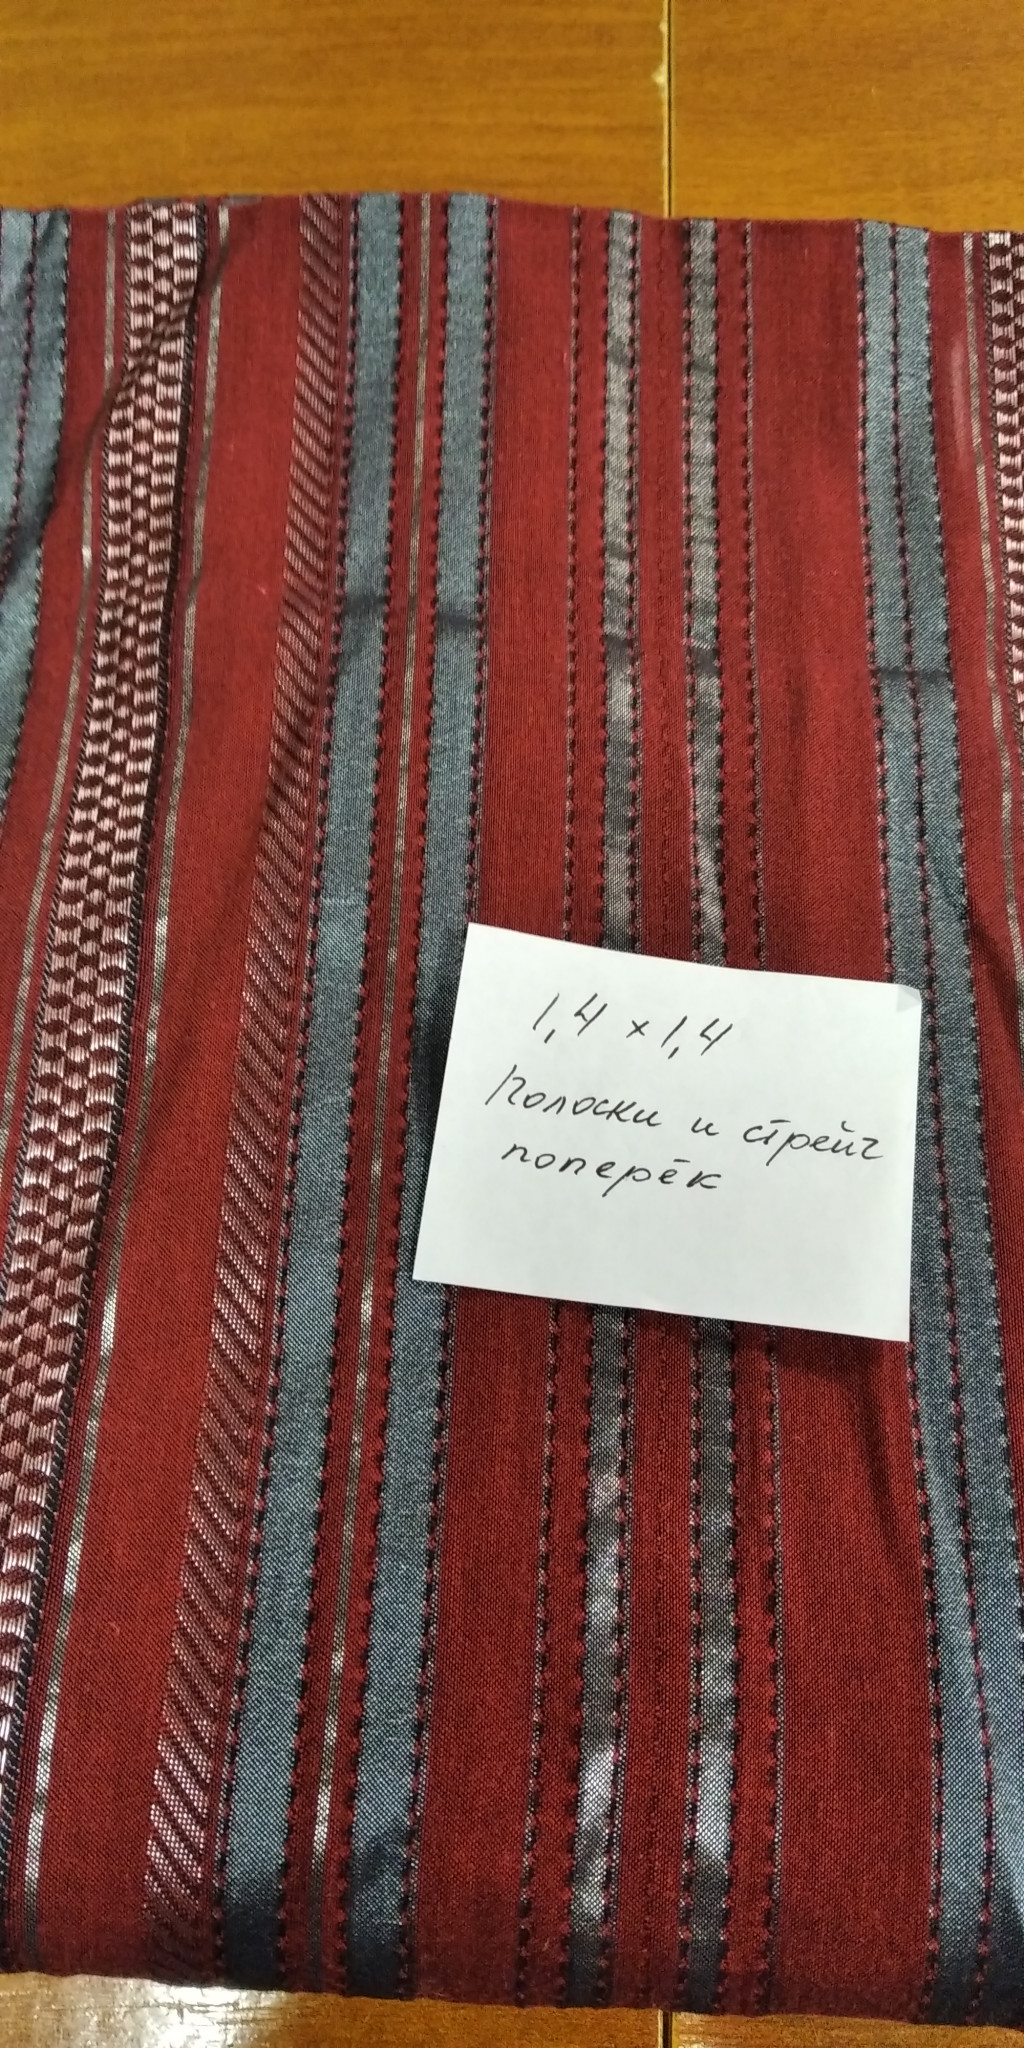 1,4 x 1,4
Полоски и стрейч
поперёк